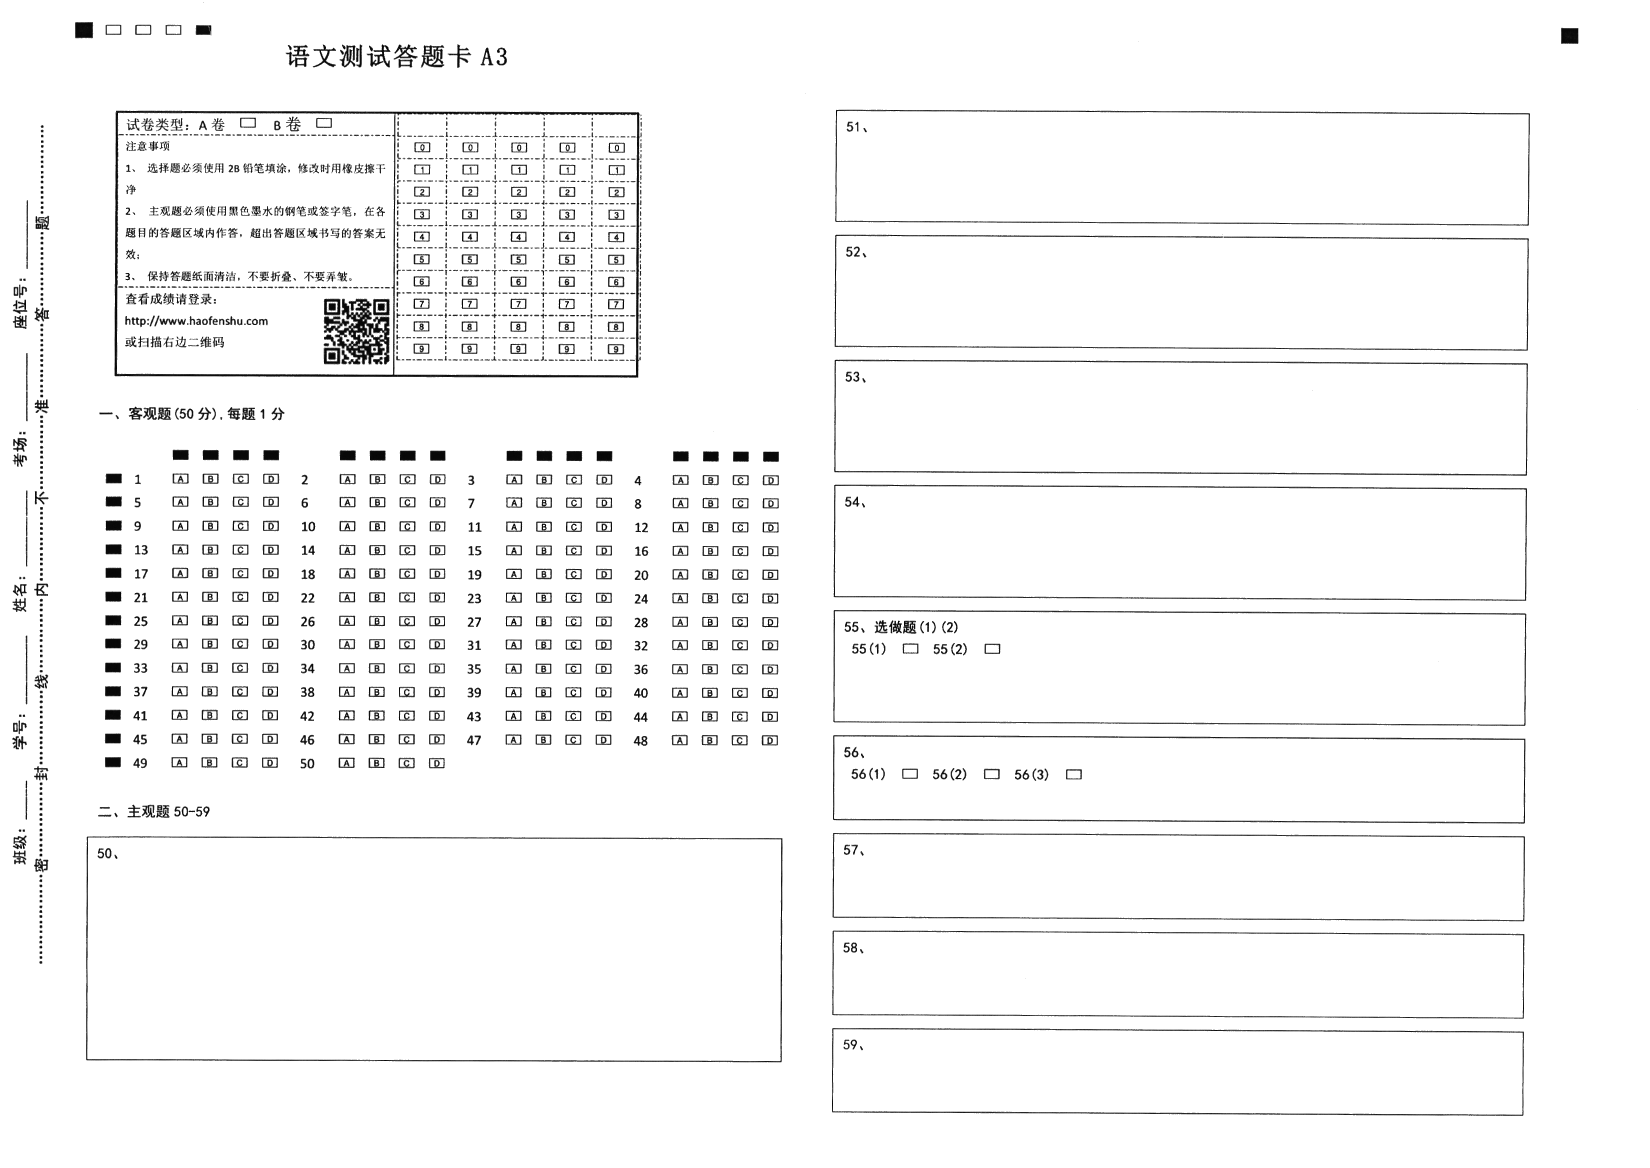 语文测试答题卡 A3
试卷类型：A 卷 B 卷
注意事项
1、 选择题必须使用 2B 铅笔填涂，修改时用橡皮擦干
净
2、 主观题必须使用黑色墨水的钢笔或签字笔，在各
题目的答题区域内作答，超出答题区域书写的答案无
效；
3、 保持答题纸面清洁，不要折叠、不要弄皱。
查看成绩请登录：
http://www.haofenshu.com
或扫描右边二维码
0 0 0 0 0
1 1 1 1 1
2 2 2 2 2
3 3 3 3 3
4 4 4 4 4
5 5 5 5 5
6 6 6 6 6
7 7 7 7 7
8 8 8 8 8
9 9 9 9 9
班级： 学号： 姓名： 考场： 座位号：
密 封 线 内 不 准 答 题
一、客观题(50 分)，每题 1 分
1 A B C D 2 A B C D 3 A B C D 4 A B C D
5 A B C D 6 A B C D 7 A B C D 8 A B C D
9 A B C D 10 A B C D 11 A B C D 12 A B C D
13 A B C D 14 A B C D 15 A B C D 16 A B C D
17 A B C D 18 A B C D 19 A B C D 20 A B C D
21 A B C D 22 A B C D 23 A B C D 24 A B C D
25 A B C D 26 A B C D 27 A B C D 28 A B C D
29 A B C D 30 A B C D 31 A B C D 32 A B C D
33 A B C D 34 A B C D 35 A B C D 36 A B C D
37 A B C D 38 A B C D 39 A B C D 40 A B C D
41 A B C D 42 A B C D 43 A B C D 44 A B C D
45 A B C D 46 A B C D 47 A B C D 48 A B C D
49 A B C D 50 A B C D
二、主观题 50-59
50、
51、
52、
53、
54、
55、选做题(1)(2)
55(1) 55(2)
56、
56(1) 56(2) 56(3)
57、
58、
59、